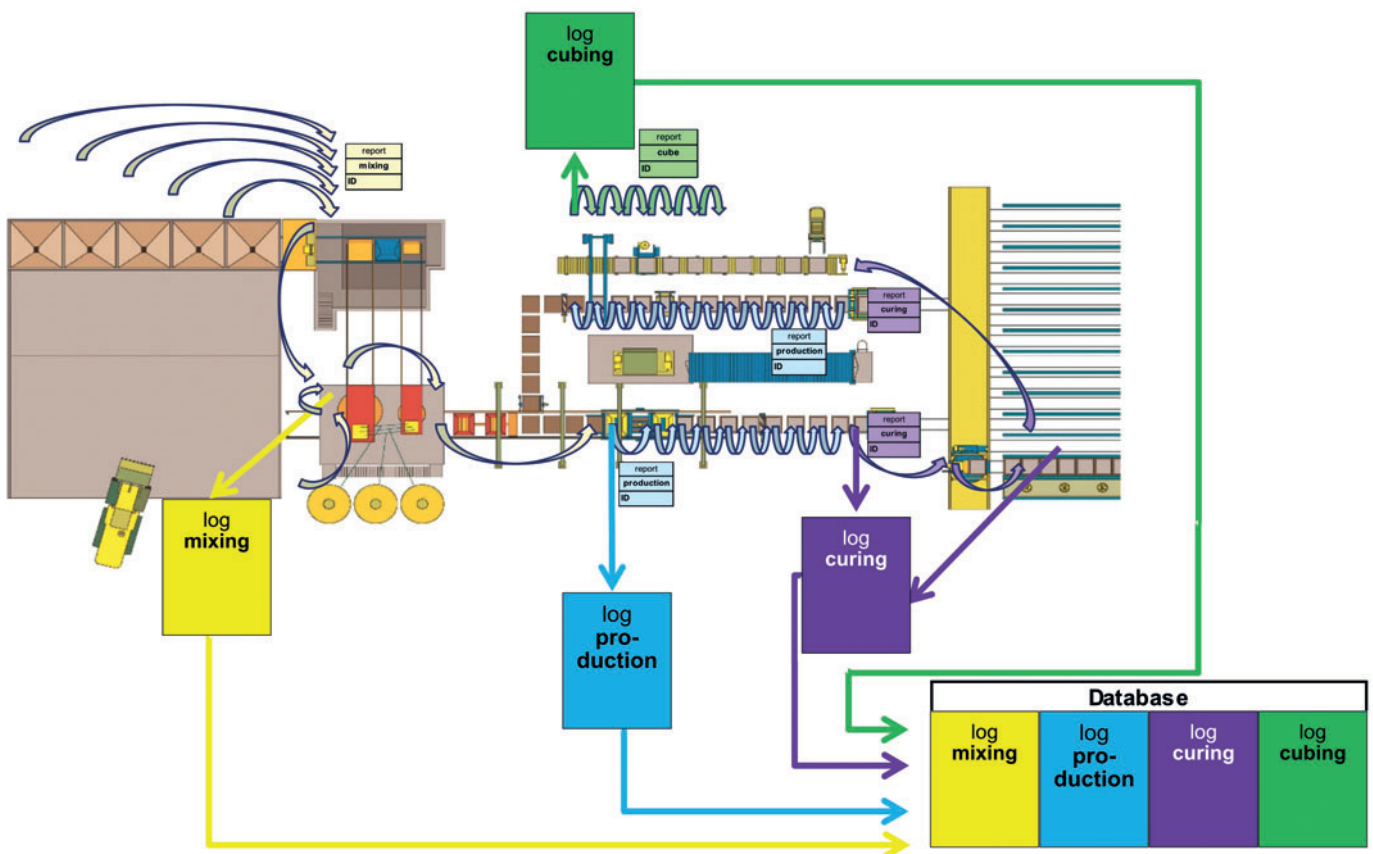 log
cubing
report
cube
ID
report
mixing
ID
report
curing
ID
report
production
ID
report
curing
ID
report
production
ID
log
mixing
log
curing
log
pro-
duction
Database
log
mixing
log
pro-
duction
log
curing
log
cubing